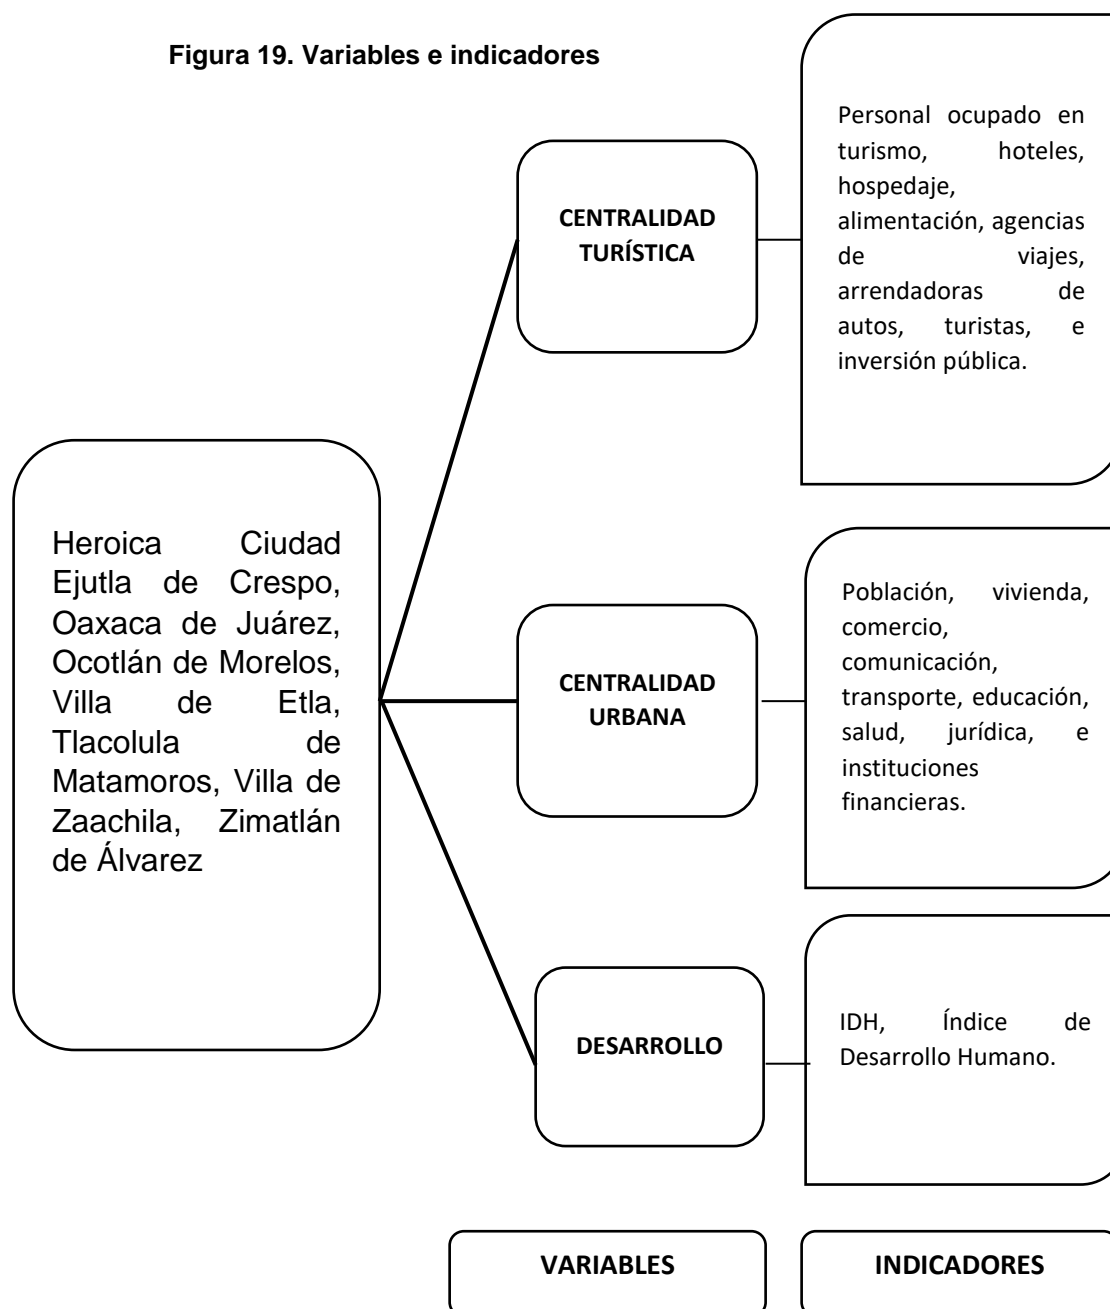 Figura 19. Variables e indicadores
Personal ocupado en
turismo, hoteles,
hospedaje,
alimentación, agencias
de viajes,
arrendadoras de
autos, turistas, e
inversión pública.
CENTRALIDAD
TURÍSTICA
Heroica Ciudad
Ejutla de Crespo,
Oaxaca de Juárez,
Ocotlán de Morelos,
Villa de Etla,
Tlacolula de
Matamoros, Villa de
Zaachila, Zimatlán
de Álvarez
CENTRALIDAD
URBANA
Población, vivienda,
comercio,
comunicación,
transporte, educación,
salud, jurídica, e
instituciones
financieras.
DESARROLLO
IDH, Índice de
Desarrollo Humano.
VARIABLES
INDICADORES